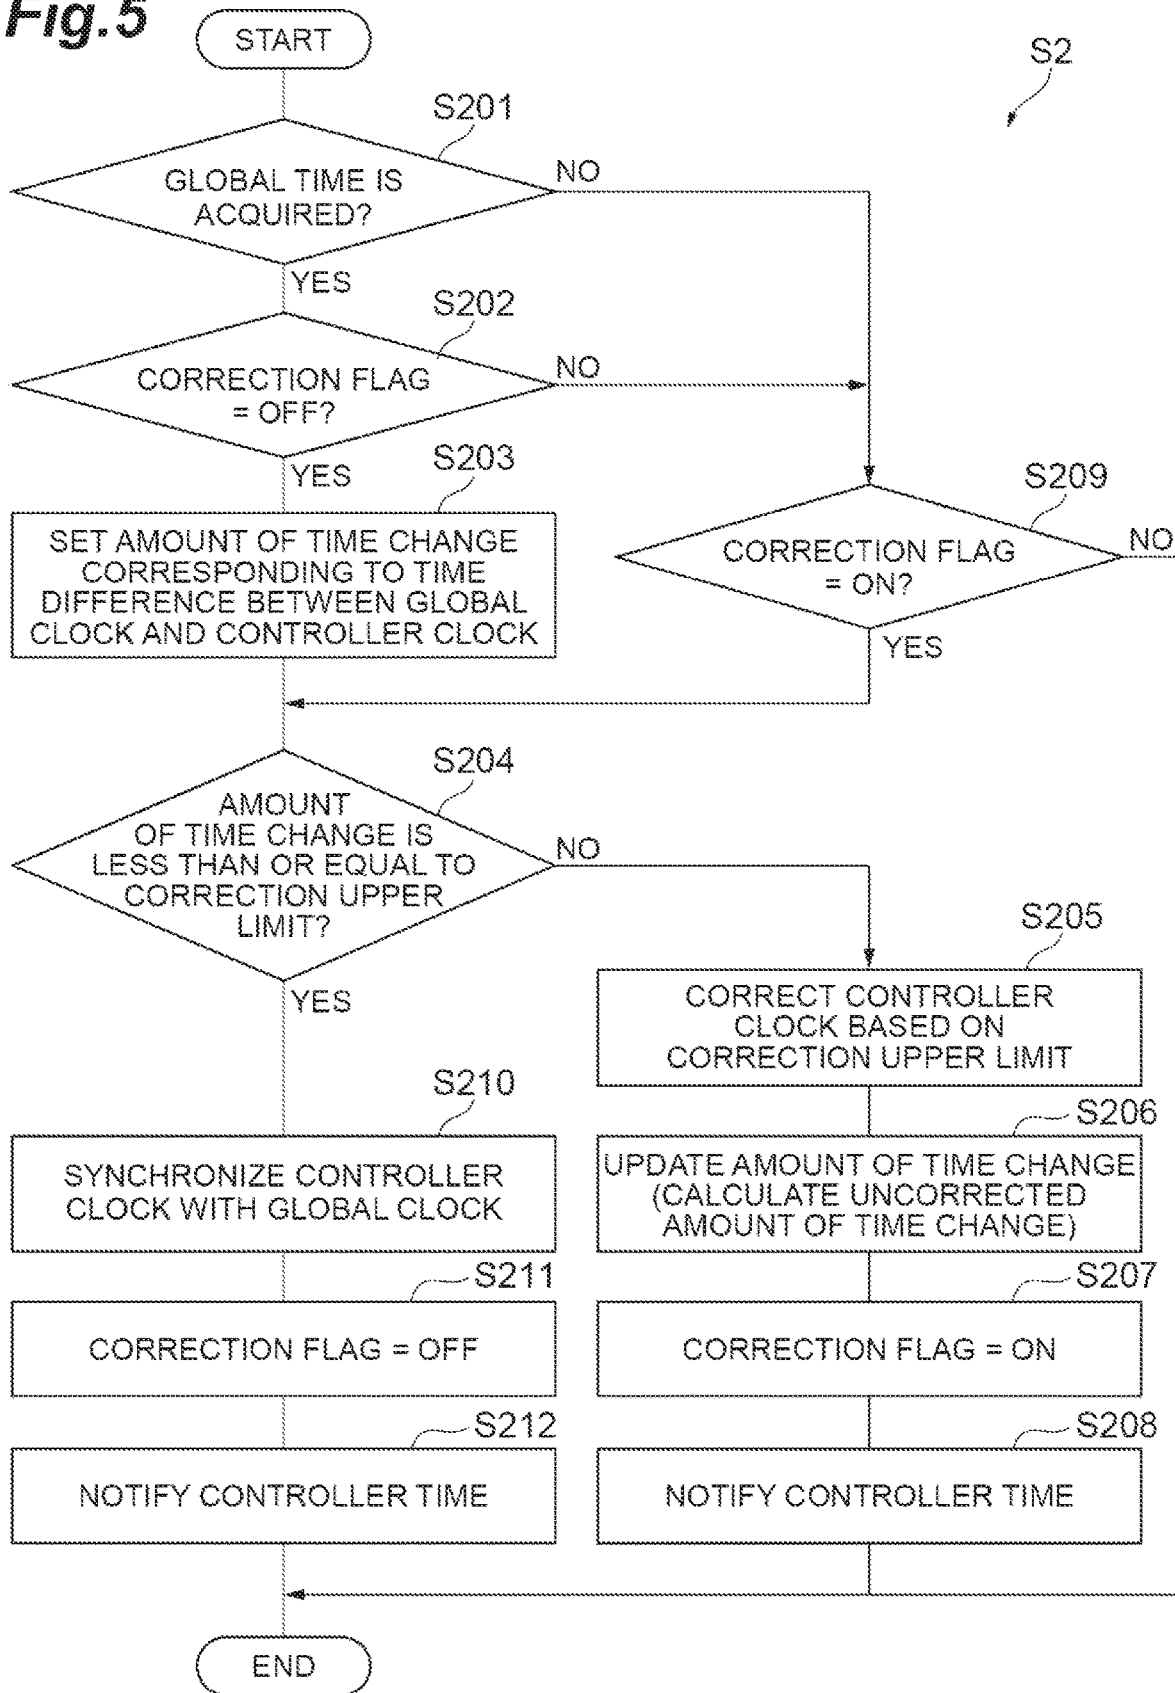 Fig.5
START
S2
S201
GLOBAL TIME IS
ACQUIRED?
NO
YES
S202
CORRECTION FLAG
= OFF?
NO
YES
S203
SET AMOUNT OF TIME CHANGE
CORRESPONDING TO TIME
DIFFERENCE BETWEEN GLOBAL
CLOCK AND CONTROLLER CLOCK
S209
CORRECTION FLAG
= ON?
NO
YES
S204
AMOUNT
OF TIME CHANGE IS
LESS THAN OR EQUAL TO
CORRECTION UPPER
LIMIT?
NO
YES
S205
CORRECT CONTROLLER
CLOCK BASED ON
CORRECTION UPPER LIMIT
S206
UPDATE AMOUNT OF TIME CHANGE
(CALCULATE UNCORRECTED
AMOUNT OF TIME CHANGE)
S207
CORRECTION FLAG = ON
S208
NOTIFY CONTROLLER TIME
S210
SYNCHRONIZE CONTROLLER
CLOCK WITH GLOBAL CLOCK
S211
CORRECTION FLAG = OFF
S212
NOTIFY CONTROLLER TIME
END